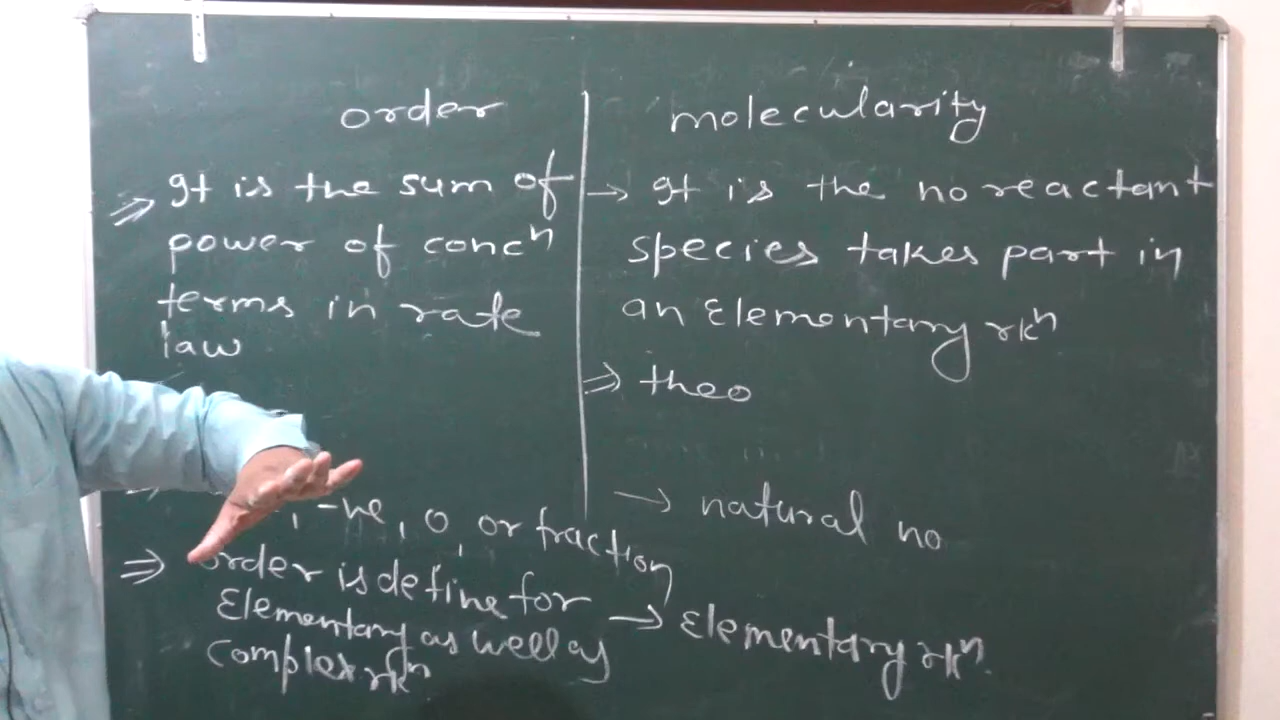 order
⇒ It is the sum of
power of concⁿ
terms in rate
law
, -ve, 0, or fraction
⇒ order is define for
Elementary as well as
complex rxⁿ
molecularity
→ It is the no reactant
species takes part in
an Elementary rxⁿ
⇒ theo
→ natural no
→ Elementary rxⁿ.